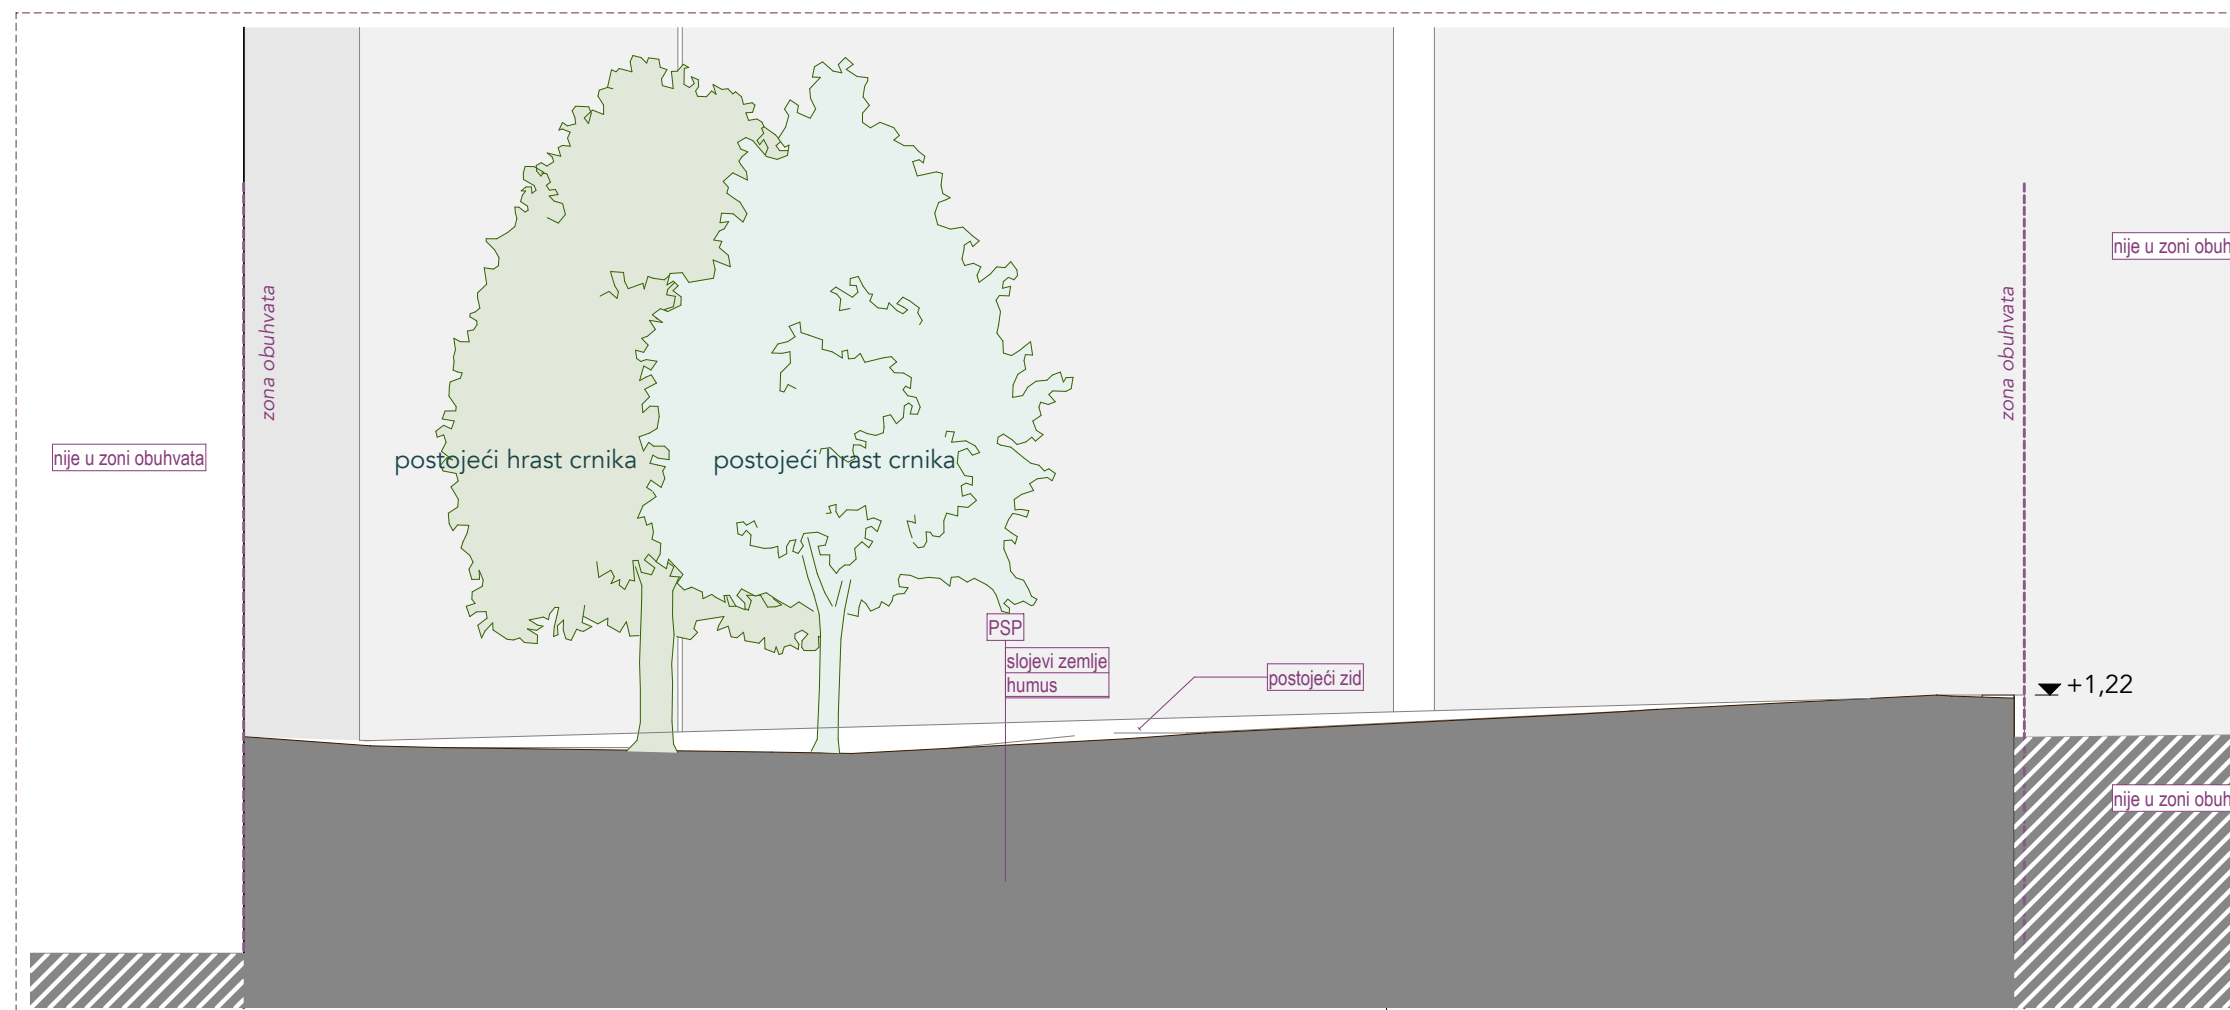 nije u zoni obuh
zona obuhvata
zona obuhvata
nije u zoni obuhvata
postojeći hrast crnika
postojeći hrast crnika
PSP
slojevi zemlje
humus
postojeći zid
+1,22
nije u zoni obuh